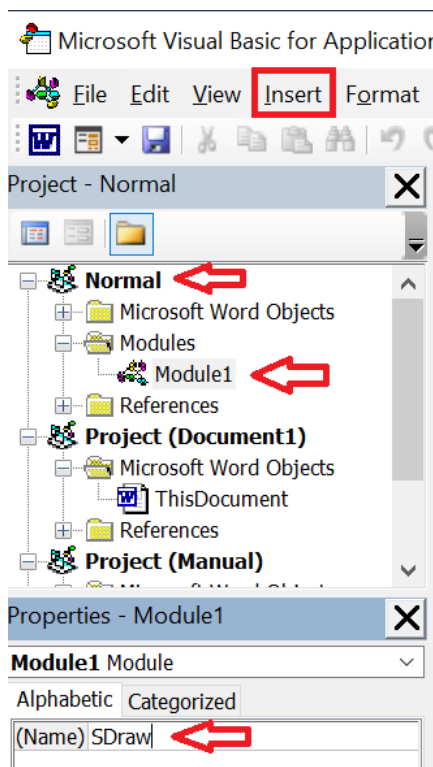 Microsoft Visual Basic for Application
File Edit View Insert Format
Project - Normal
Normal
Microsoft Word Objects
Modules
Module1
References
Project (Document1)
Microsoft Word Objects
ThisDocument
References
Project (Manual)
Properties - Module1
Module1 Module
Alphabetic Categorized
(Name) SDraw